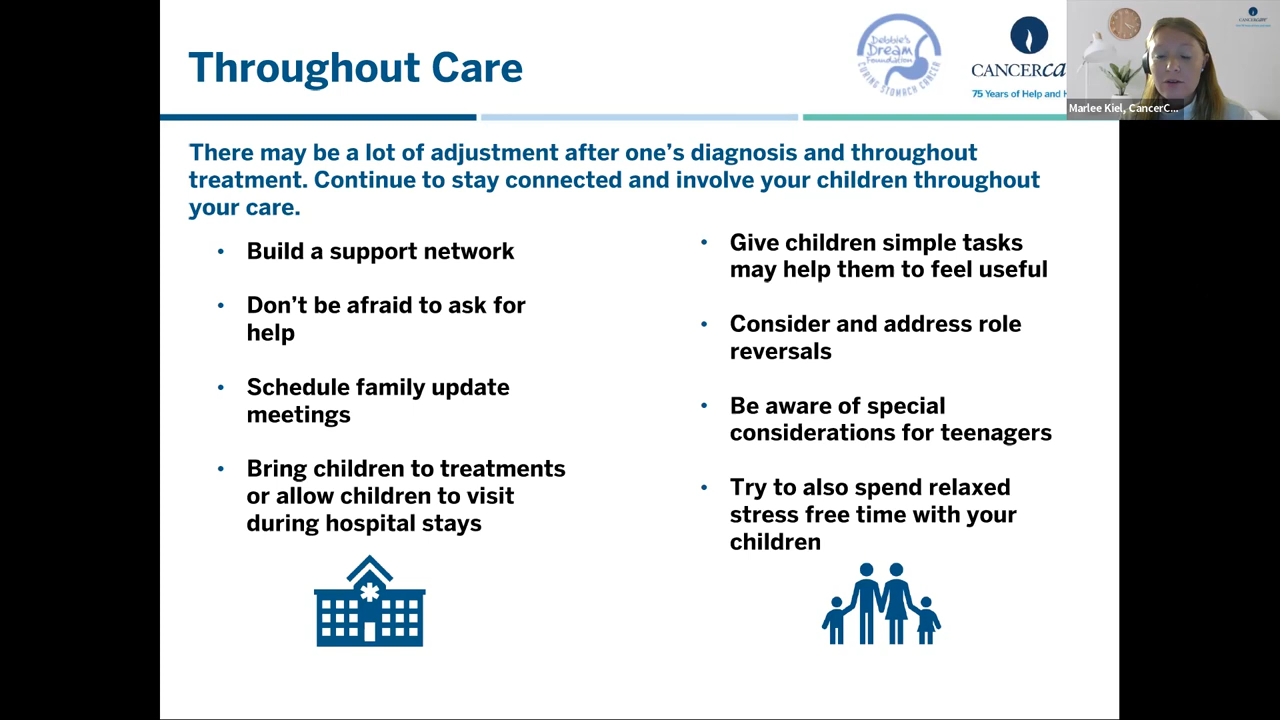 Throughout Care
Debbie's
Dream
Foundation
CURING STOMACH CANCER
CANCERca
75 Years of Help and H
CANCERcare
Marlee Kiel, CancerC...
There may be a lot of adjustment after one's diagnosis and throughout
treatment. Continue to stay connected and involve your children throughout
your care.
• Build a support network
• Don't be afraid to ask for
help
• Schedule family update
meetings
• Bring children to treatments
or allow children to visit
during hospital stays
• Give children simple tasks
may help them to feel useful
• Consider and address role
reversals
• Be aware of special
considerations for teenagers
• Try to also spend relaxed
stress free time with your
children